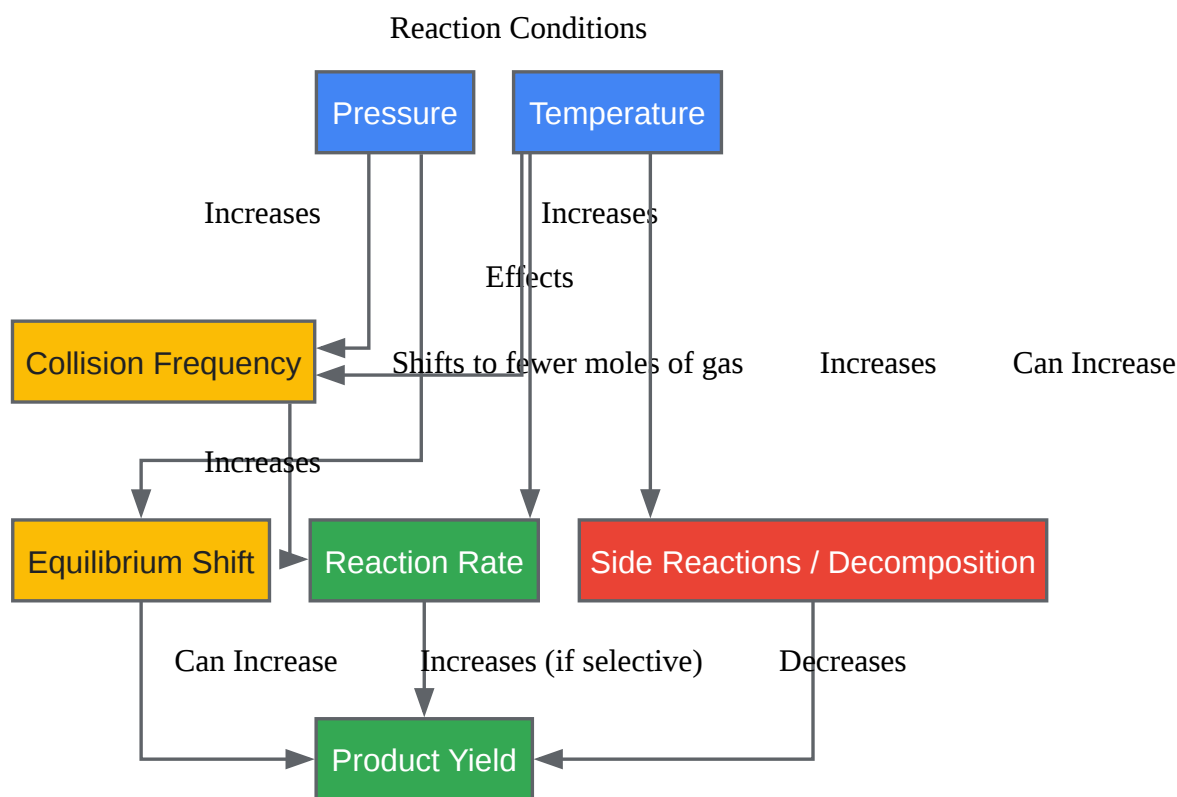 Reaction Conditions
Pressure
Temperature
Increases
Increases
Effects
Collision Frequency
Shifts to fewer moles of gas
Increases
Can Increase
Increases
Equilibrium Shift
Reaction Rate
Side Reactions / Decomposition
Can Increase
Increases (if selective)
Decreases
Product Yield